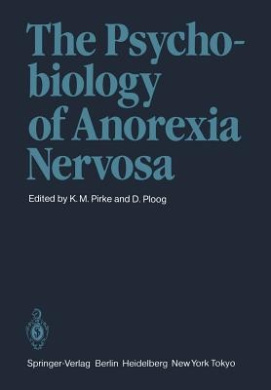 The Psycho-
biology
of Anorexia
Nervosa
Edited by K. M. Pirke and D. Ploog
Springer-Verlag Berlin Heidelberg New York Tokyo